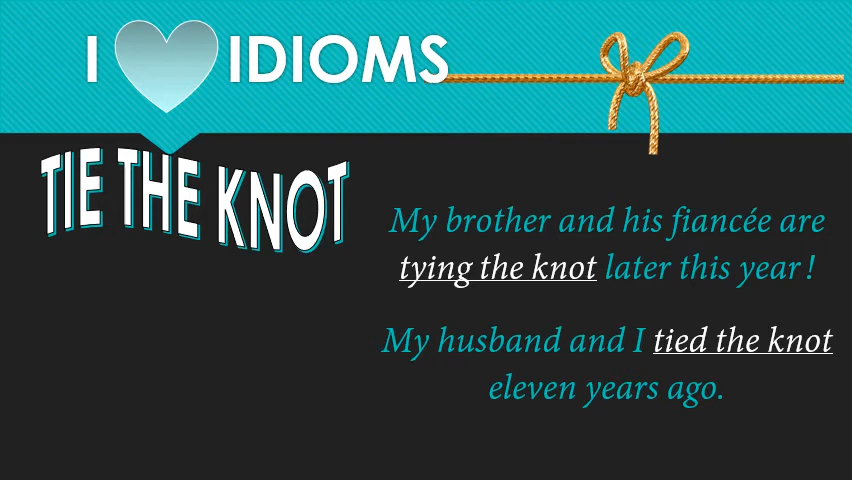 I IDIOMS
TIE THE KNOT
My brother and his fiancée are
tying the knot later this year!
My husband and I tied the knot
eleven years ago.